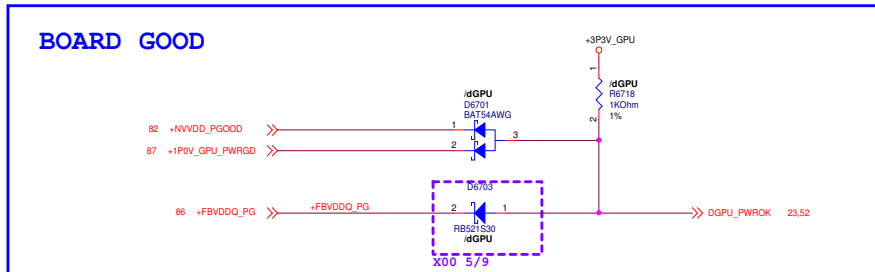 BOARD GOOD
+3P3V_GPU
1
/dGPU
R6718
1KOhm
1%
2
/dGPU
D6701
BAT54AWG
82 +NVVDD_PGOOD
1
3
87 +1P0V_GPU_PWRGD
2
D6703
86 +FBVDDQ_PG
+FBVDDQ_PG
2
1
DGPU_PWROK 23,52
RB521S30
/dGPU
X00 5/9